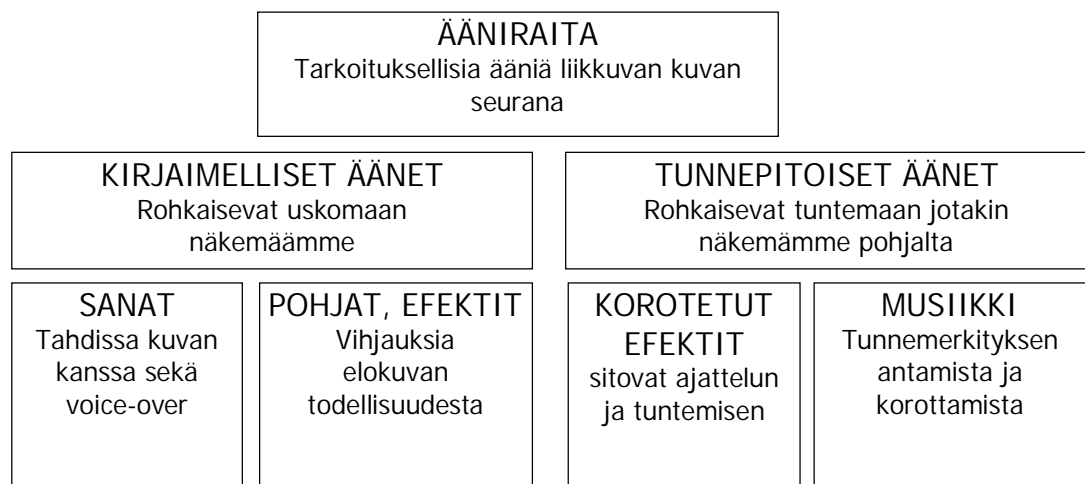 ÄÄNIRAITA
Tarkoituksellisia ääniä liikkuvan kuvan
seurana
KIRJAIMELLISET ÄÄNET
Rohkaisevat uskomaan
näkemäämme
TUNNEPITOISET ÄÄNET
Rohkaisevat tuntemaan jotakin
näkemämme pohjalta
SANAT
Tahdissa kuvan
kanssa sekä
voice-over
POHJAT, EFEKTIT
Vihjauksia
elokuvan
todellisuudesta
KOROTETUT
EFEKTIT
sitovat ajattelun
ja tuntemisen
MUSIIKKI
Tunnemerkityksen
antamista ja
korottamista